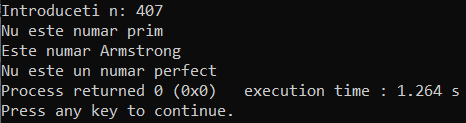 Introduceti n: 407
Nu este numar prim
Este numar Armstrong
Nu este un numar perfect
Process returned 0 (0x0)   execution time : 1.264 s
Press any key to continue.